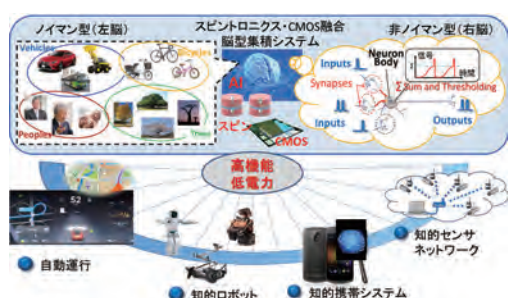 ノイマン型(左脳)
スピントロニクス・CMOS融合
脳型集積システム
非ノイマン型(右脳)
Vehicles
Bicycles
Peoples
Trees
AI
スピン
CMOS
Inputs
Synapses
Inputs
Neuron
Body
信号
時間
Σ Sum and Thresholding
Outputs
高機能
低電力
52
自動運行
知的ロボット
知的携帯システム
知的センサ
ネットワーク